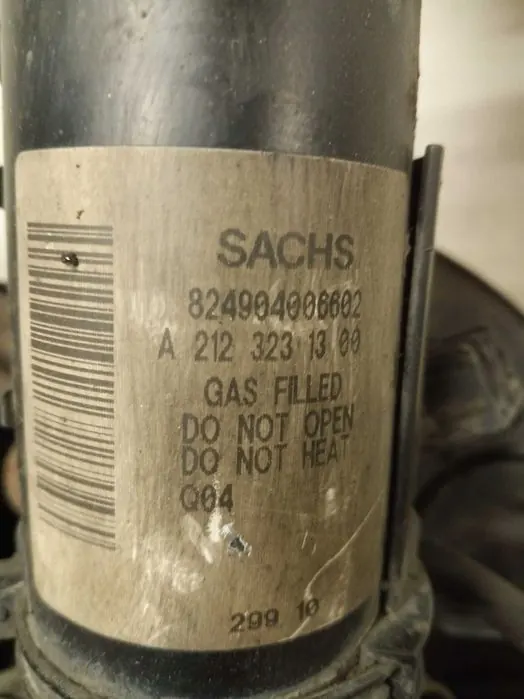 SACHS
824904006602
A 212 323 13 00
GAS FILLED
DO NOT OPEN
DO NOT HEAT
Q04
299 10